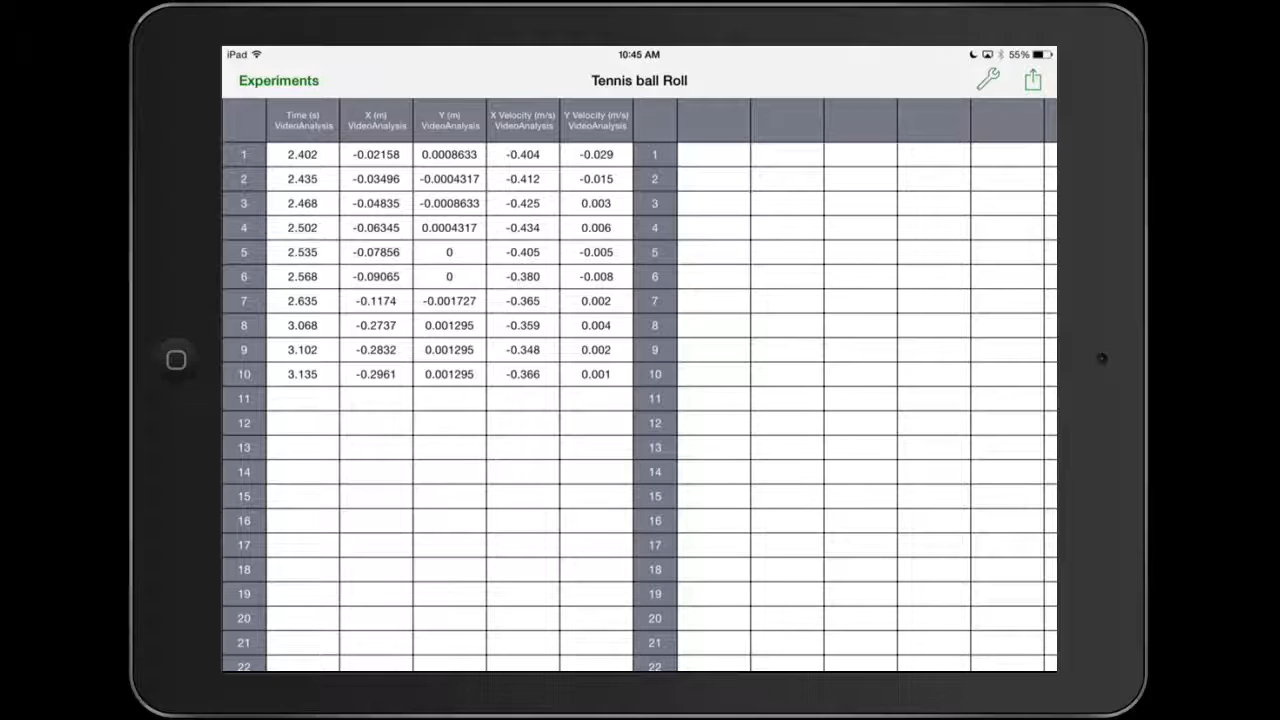 iPad 10:45 AM 55%
Experiments Tennis ball Roll
Time (s) X (m) Y (m) X Velocity (m/s) Y Velocity (m/s)
VideoAnalysis VideoAnalysis VideoAnalysis VideoAnalysis VideoAnalysis
1 2.402 -0.02158 0.0008633 -0.404 -0.029 1
2 2.435 -0.03496 -0.0004317 -0.412 -0.015 2
3 2.468 -0.04835 -0.0008633 -0.425 0.003 3
4 2.502 -0.06345 0.0004317 -0.434 0.006 4
5 2.535 -0.07856 0 -0.405 -0.005 5
6 2.568 -0.09065 0 -0.380 -0.008 6
7 2.635 -0.1174 -0.001727 -0.365 0.002 7
8 3.068 -0.2737 0.001295 -0.359 0.004 8
9 3.102 -0.2832 0.001295 -0.348 0.002 9
10 3.135 -0.2961 0.001295 -0.366 0.001 10
11 11
12 12
13 13
14 14
15 15
16 16
17 17
18 18
19 19
20 20
21 21
22 22